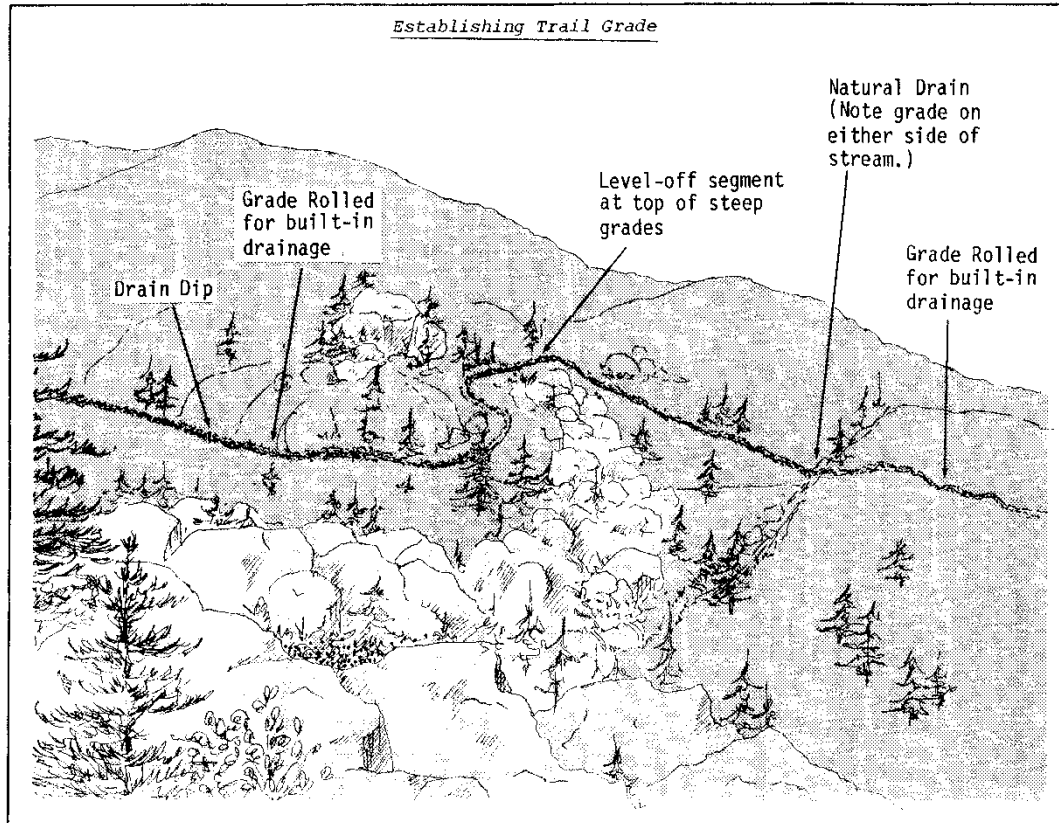 Establishing Trail Grade
Natural Drain
(Note grade on
either side of
stream.)
Level-off segment
at top of steep
grades
Grade Rolled
for built-in
drainage
Grade Rolled
for built-in
drainage
Drain Dip